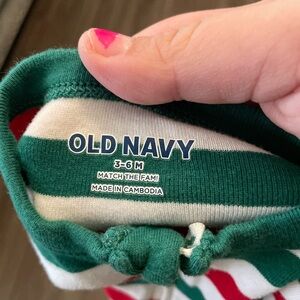 OLD NAVY
3-6 M
MATCH THE FAM!
MADE IN CAMBODIA